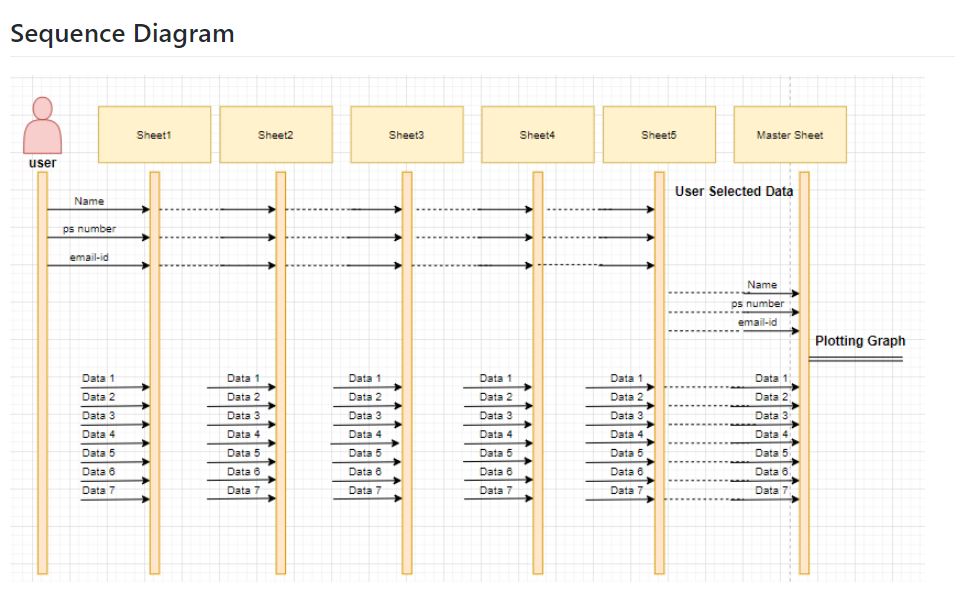 Sequence Diagram
user
Sheet1
Sheet2
Sheet3
Sheet4
Sheet5
Master Sheet
User Selected Data
Name
ps number
email-id
Name
ps number
email-id
Plotting Graph
Data 1 Data 1 Data 1 Data 1 Data 1 Data 1
Data 2 Data 2 Data 2 Data 2 Data 2 Data 2
Data 3 Data 3 Data 3 Data 3 Data 3 Data 3
Data 4 Data 4 Data 4 Data 4 Data 4 Data 4
Data 5 Data 5 Data 5 Data 5 Data 5 Data 5
Data 6 Data 6 Data 6 Data 6 Data 6 Data 6
Data 7 Data 7 Data 7 Data 7 Data 7 Data 7